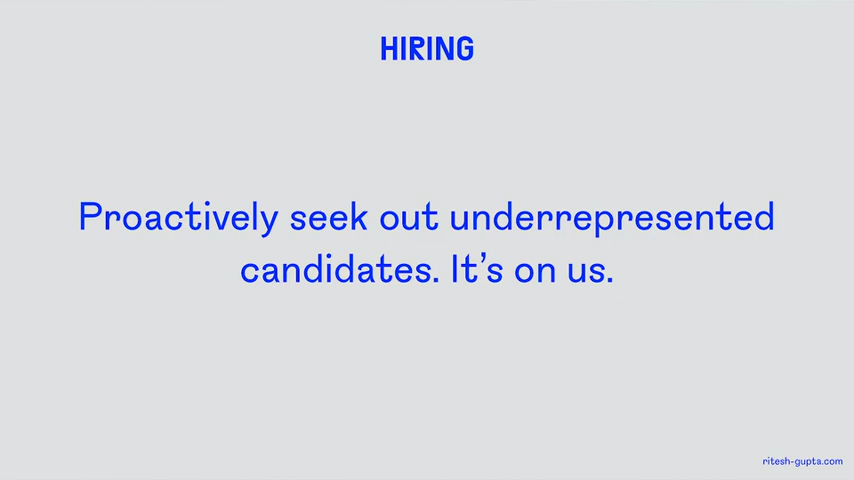 HIRING
Proactively seek out underrepresented
candidates. It’s on us.
ritesh-gupta.com